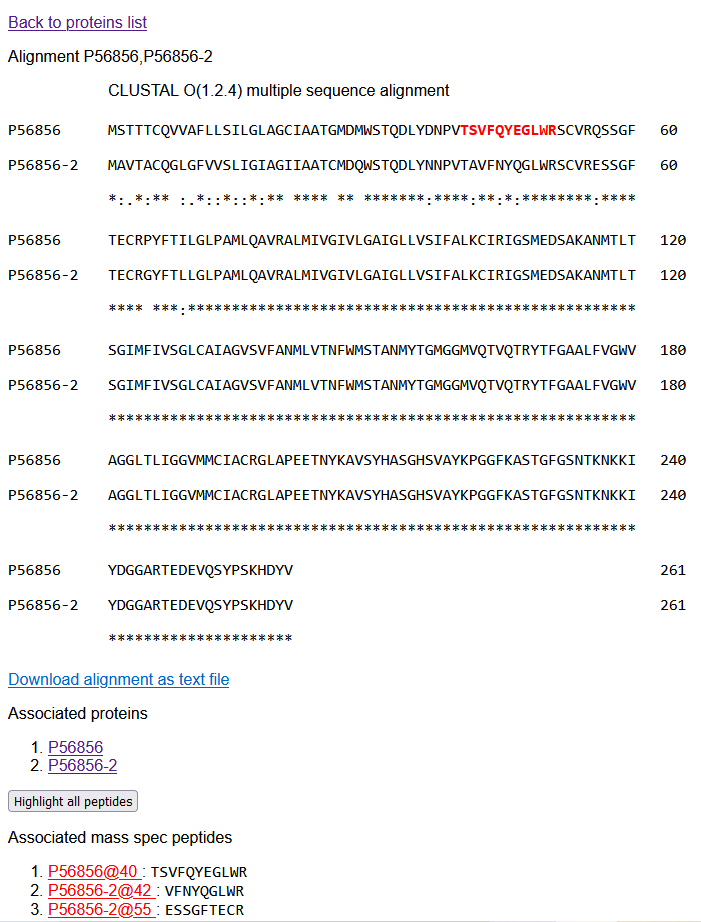 Back to proteins list
Alignment P56856,P56856-2
CLUSTAL O(1.2.4) multiple sequence alignment
P56856 MSTTTCQVVAFLLSILGLAGCIAATGMDMWSTQDLYDNPVTSVFQYEGLWRSCVRQSSGF 60
P56856-2 MAVTACQGLGFVVSLIGIAGIIAATCMDQWSTQDLYNNPVTAVFNYQGLWRSCVRESSGF 60
*:.*:** :.*::*::*:** **** ** *******:****:**:*:********:****
P56856 TECRPYFTILGLPAMLQAVRALMIVGIVLGAIGLLVSIFALKCIRIGSMEDSAKANMTLT 120
P56856-2 TECRGYFTLLGLPAMLQAVRALMIVGIVLGAIGLLVSIFALKCIRIGSMEDSAKANMTLT 120
**** ***:***************************************************
P56856 SGIMFIVSGLCAIAGVSVFANMLVTNFWMSTANMYTGMGGMVQTVQTRYTFGAALFVGWV 180
P56856-2 SGIMFIVSGLCAIAGVSVFANMLVTNFWMSTANMYTGMGGMVQTVQTRYTFGAALFVGWV 180
************************************************************
P56856 AGGLTLIGGVMMCIACRGLAPEETNYKAVSYHASGHSVAYKPGGFKASTGFGSNTKNKKI 240
P56856-2 AGGLTLIGGVMMCIACRGLAPEETNYKAVSYHASGHSVAYKPGGFKASTGFGSNTKNKKI 240
************************************************************
P56856 YDGGARTEDEVQSYPSKHDYV 261
P56856-2 YDGGARTEDEVQSYPSKHDYV 261
*********************
Download alignment as text file
Associated proteins
1. P56856
2. P56856-2
Highlight all peptides
Associated mass spec peptides
1. P56856@40 : TSVFQYEGLWR
2. P56856-2@42 : VFNYQGLWR
3. P56856-2@55 : ESSGFTECR